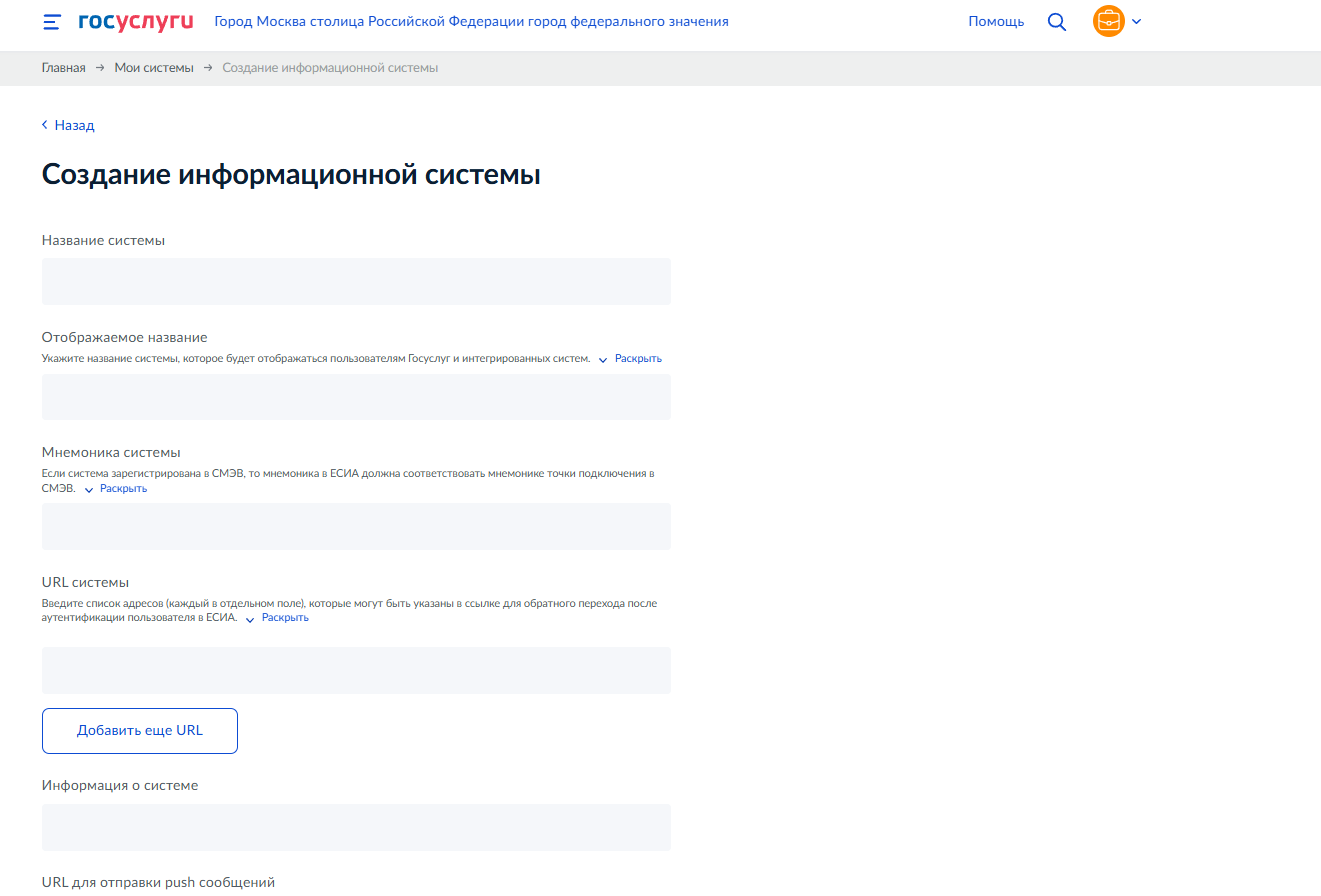 госуслуги Город Москва столица Российской Федерации город федерального значения Помощь
Главная → Мои системы → Создание информационной системы
Назад
Создание информационной системы
Название системы
Отображаемое название
Укажите название системы, которое будет отображаться пользователям Госуслуг и интегрированных систем. Раскрыть
Мнемоника системы
Если система зарегистрирована в СМЭВ, то мнемоника в ЕСИА должна соответствовать мнемонике точки подключения в
СМЭВ. Раскрыть
URL системы
Введите список адресов (каждый в отдельном поле), которые могут быть указаны в ссылке для обратного перехода после
аутентификации пользователя в ЕСИА. Раскрыть
Добавить еще URL
Информация о системе
URL для отправки push сообщений